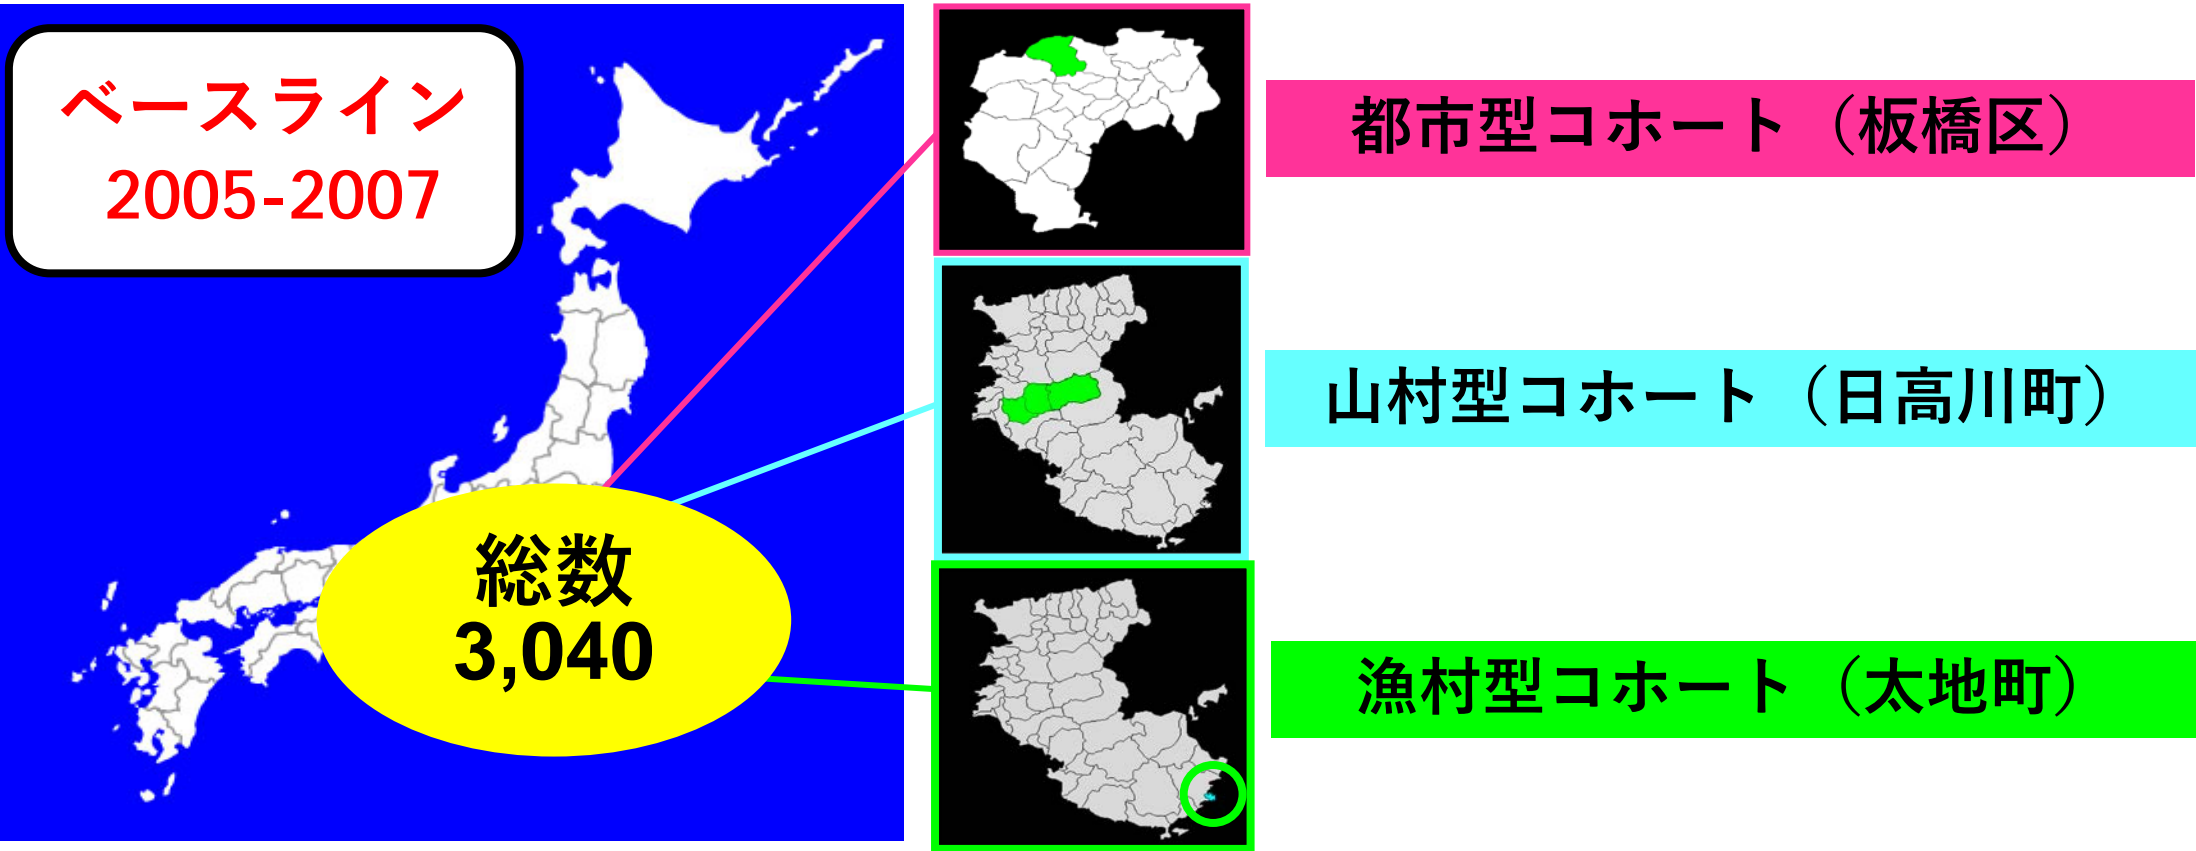 ベースライン
2005-2007
総数
3,040
都市型コホート（板橋区）
山村型コホート（日高川町）
漁村型コホート（太地町）